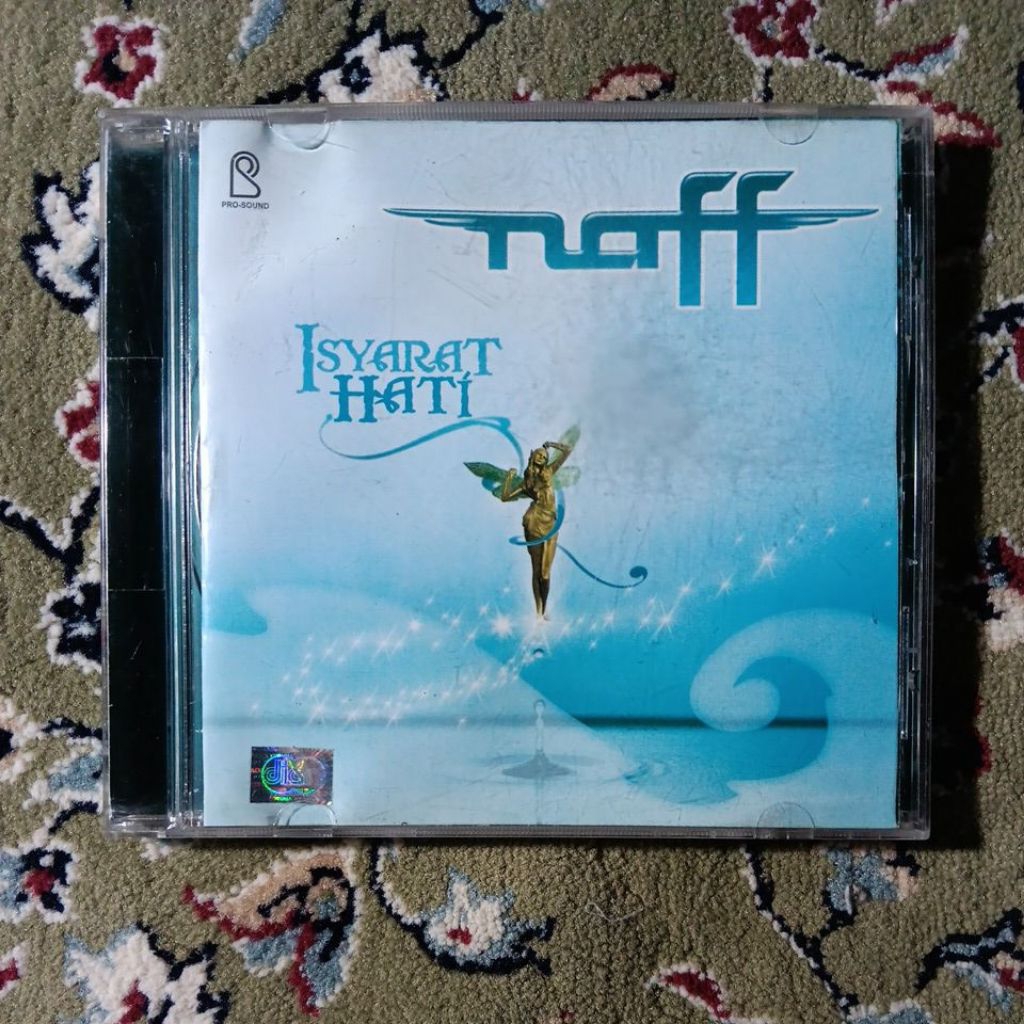 PRO-SOUND
naff
ISYARAT
HATI